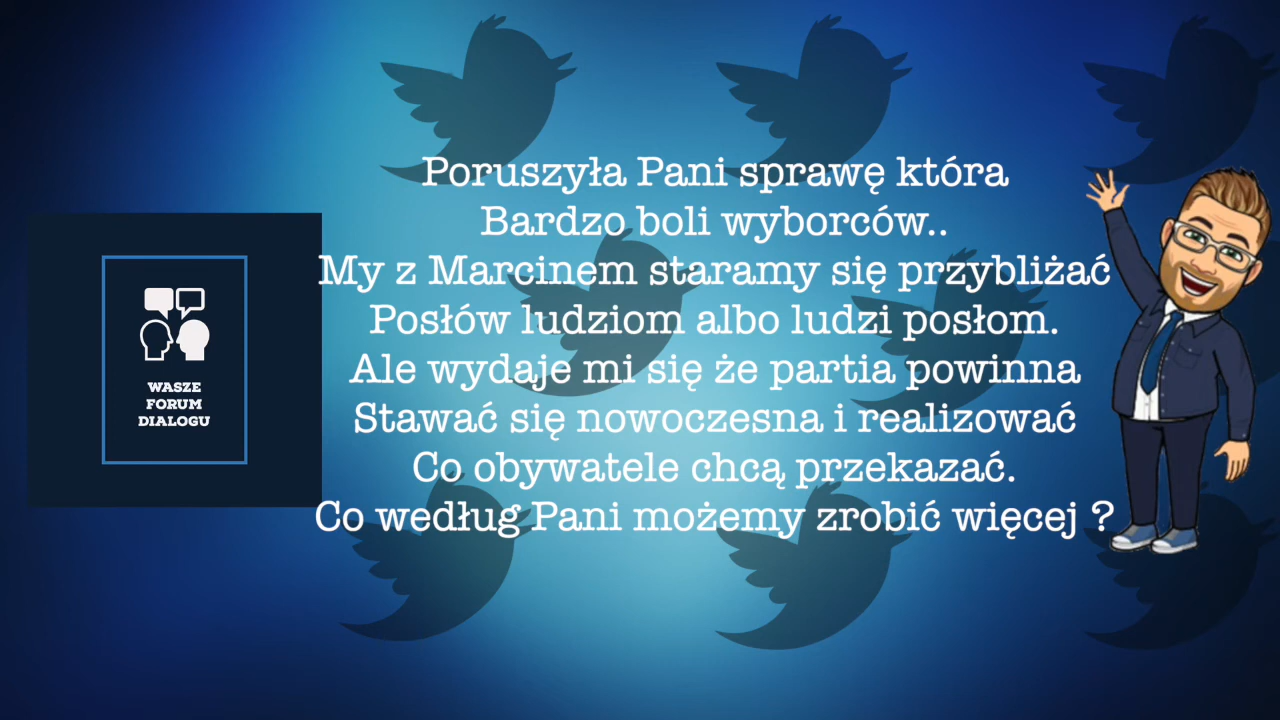 Poruszyła Pani sprawę która
Bardzo boli wyborców..
My z Marcinem staramy się przybliżać
Posłów ludziom albo ludzi posłom.
Ale wydaje mi się że partia powinna
Stawać się nowoczesna i realizować
Co obywatele chcą przekazać.
Co według Pani możemy zrobić więcej ?
WASZE
FORUM
DIALOGU